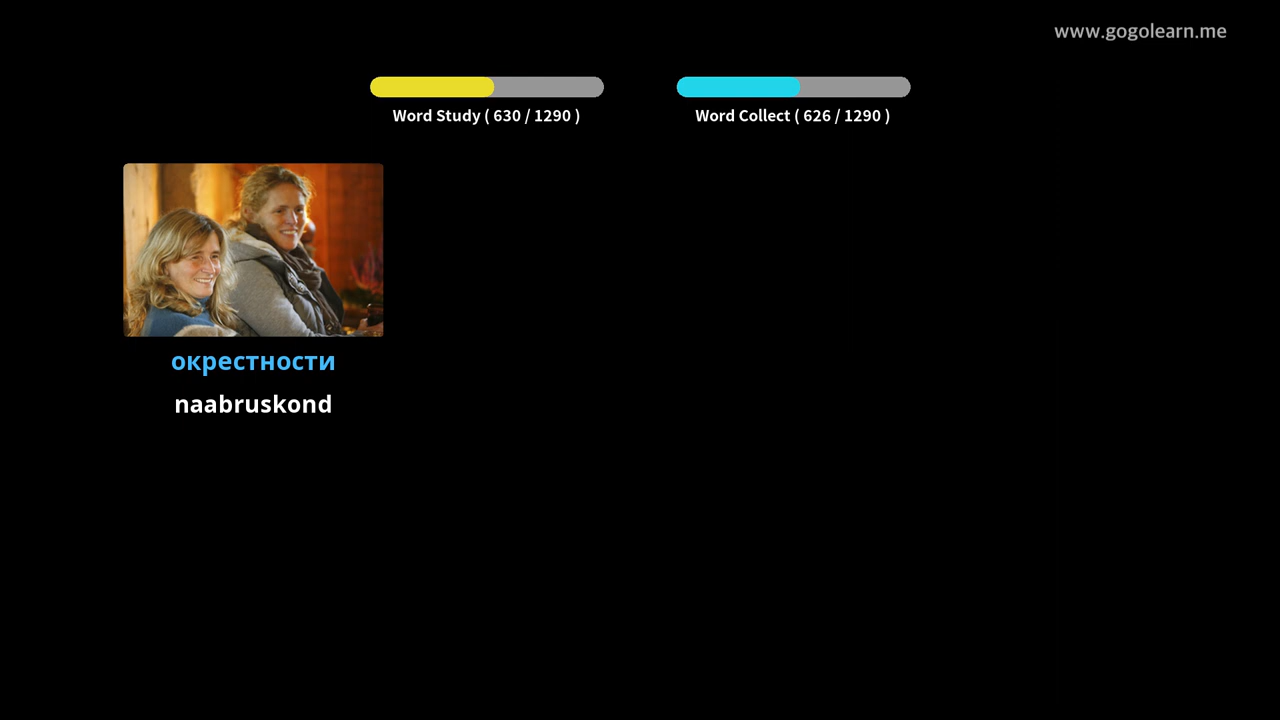 www.gogolearn.me
Word Study ( 630 / 1290 )
Word Collect ( 626 / 1290 )
окрестности
naabruskond